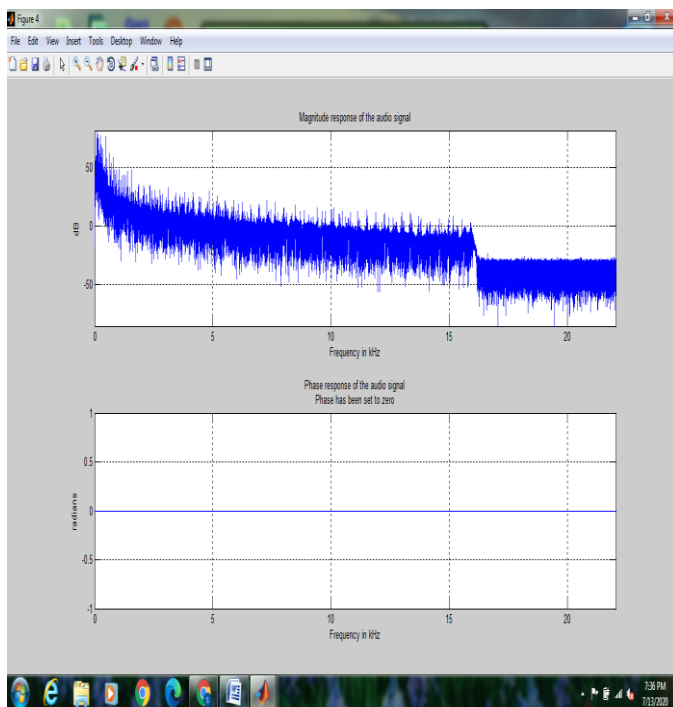 Figure 4
File Edit View Insert Tools Desktop Window Help
Magnitude response of the audio signal
50
0
-50
dB
0 5 10 15 20
Frequency in kHz
Phase response of the audio signal
Phase has been set to zero
1
0.5
0
-0.5
-1
radians
0 5 10 15 20
Frequency in kHz
7:36 PM
7/13/2020